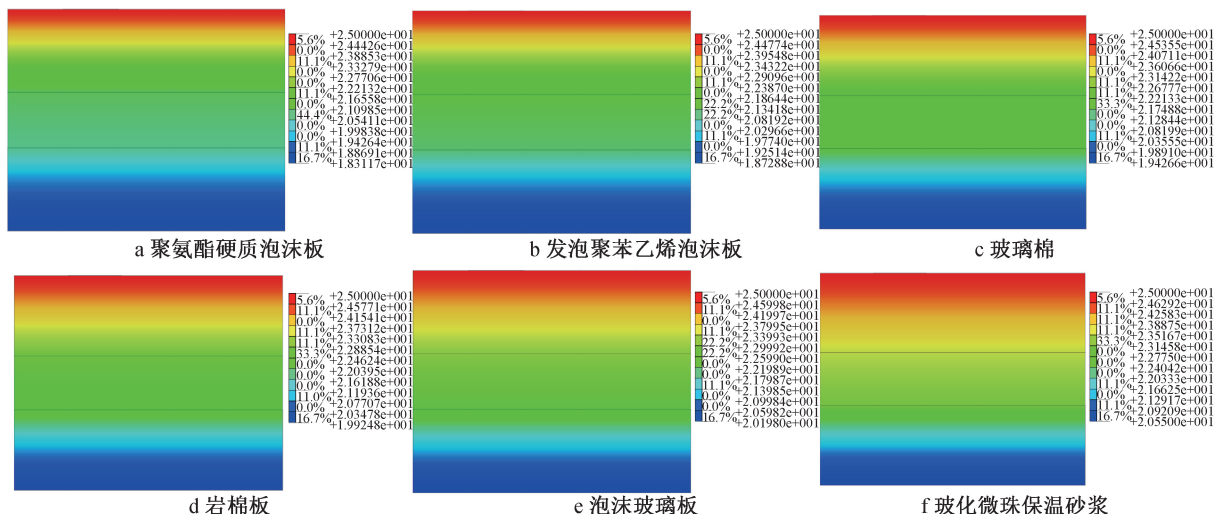 +2.50000e+001
5.6%
+2.44426e+001
0.0%
+2.38853e+001
11.1%
+2.33279e+001
0.0%
+2.27706e+001
0.0%
+2.22132e+001
11.1%
+2.16558e+001
0.0%
+2.10985e+001
44.4%
+2.05411e+001
0.0%
+1.99838e+001
0.0%
+1.94264e+001
11.1%
+1.88691e+001
16.7%
+1.83117e+001
a 聚氨酯硬质泡沫板
+2.50000e+001
5.6%
+2.44774e+001
0.0%
+2.39548e+001
11.1%
+2.34322e+001
0.0%
+2.29096e+001
11.1%
+2.23870e+001
0.0%
+2.18644e+001
22.2%
+2.13418e+001
22.2%
+2.08192e+001
0.0%
+2.02966e+001
11.1%
+1.97740e+001
0.0%
+1.92514e+001
16.7%
+1.87288e+001
b 发泡聚苯乙烯泡沫板
+2.50000e+001
5.6%
+2.45355e+001
0.0%
+2.40711e+001
11.1%
+2.36066e+001
0.0%
+2.31422e+001
11.1%
+2.26777e+001
11.1%
+2.22133e+001
33.3%
+2.17488e+001
0.0%
+2.12844e+001
0.0%
+2.08199e+001
11.1%
+2.03555e+001
0.0%
+1.98910e+001
16.7%
+1.94266e+001
c 玻璃棉
+2.50000e+001
5.6%
+2.45771e+001
11.1%
+2.41541e+001
0.0%
+2.37312e+001
11.1%
+2.33083e+001
11.1%
+2.28854e+001
33.3%
+2.24624e+001
0.0%
+2.20395e+001
0.0%
+2.16188e+001
0.0%
+2.11936e+001
11.0%
+2.07707e+001
0.0%
+2.03478e+001
16.7%
+1.99248e+001
d 岩棉板
+2.50000e+001
5.6%
+2.45998e+001
11.1%
+2.41997e+001
0.0%
+2.37995e+001
11.1%
+2.33993e+001
22.2%
+2.29992e+001
22.2%
+2.25990e+001
0.0%
+2.21989e+001
0.0%
+2.17987e+001
11.1%
+2.13985e+001
0.0%
+2.09984e+001
0.0%
+2.05982e+001
16.7%
+2.01980e+001
e 泡沫玻璃板
+2.50000e+001
5.6%
+2.46292e+001
11.1%
+2.42583e+001
11.1%
+2.38875e+001
11.1%
+2.35167e+001
33.3%
+2.31458e+001
0.0%
+2.27750e+001
0.0%
+2.24042e+001
0.0%
+2.20333e+001
11.1%
+2.16625e+001
0.0%
+2.12917e+001
+2.09209e+001
16.7%
+2.05500e+001
f 玻化微珠保温砂浆